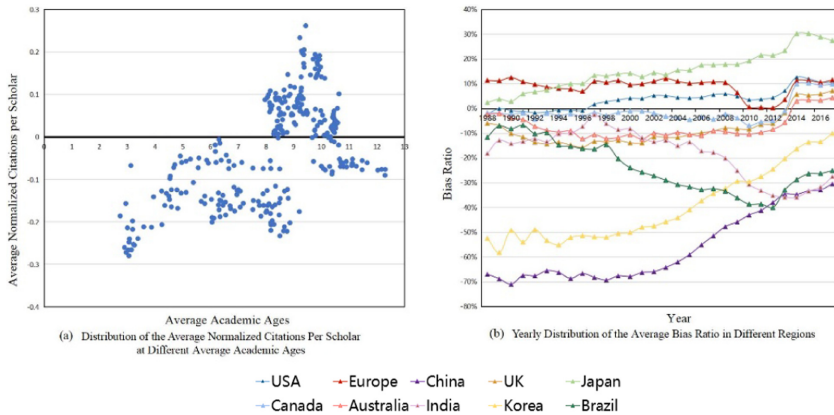 Average Normalized Citations per Scholar
0.3
0.2
0.1
0
-0.1
-0.2
-0.3
-0.4
0 1 2 3 4 5 6 7 8 9 10 11 12 13
Average Academic Ages
(a) Distribution of the Average Normalized Citations Per Scholar
at Different Average Academic Ages
Bias Ratio
40%
30%
20%
10%
0%
-10%
-20%
-30%
-40%
-50%
-60%
-70%
-80%
1988 1990 1992 1994 1996 1998 2000 2002 2004 2006 2008 2010 2012 2014 2016
Year
(b) Yearly Distribution of the Average Bias Ratio in Different Regions
USA Europe China UK Japan
Canada Australia India Korea Brazil